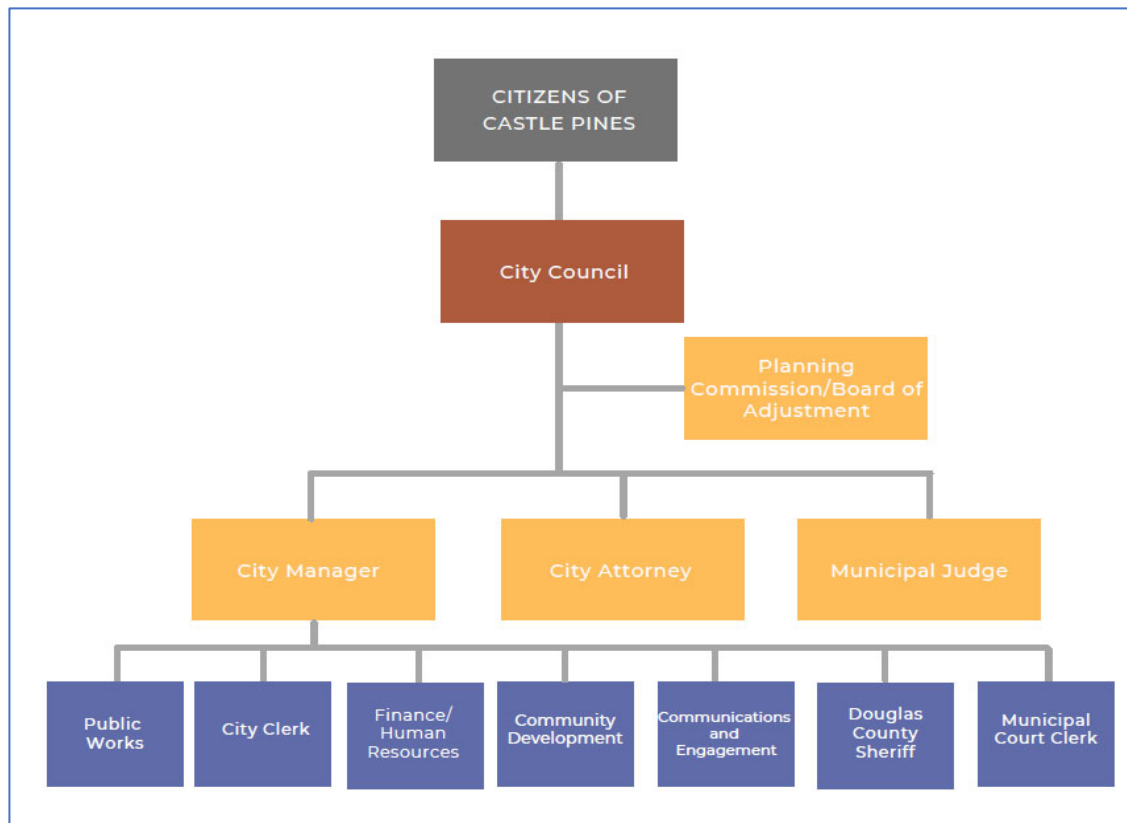 CITIZENS OF
CASTLE PINES
City Council
Planning
Commission/Board of
Adjustment
City Manager
City Attorney
Municipal Judge
Public
Works
City Clerk
Finance/
Human
Resources
Community
Development
Communications
and
Engagement
Douglas
County
Sheriff
Municipal
Court Clerk